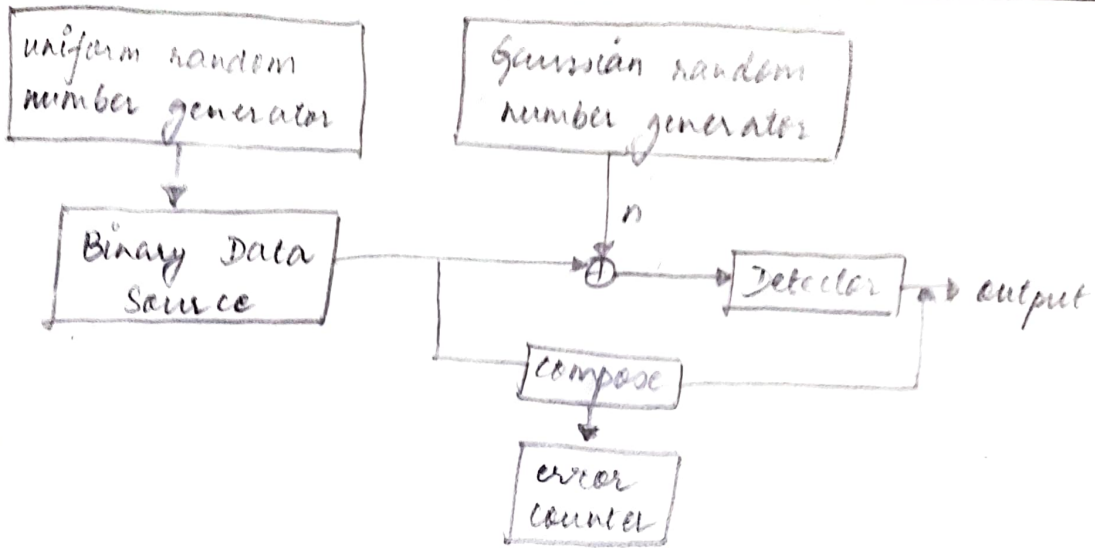 uniform random
number generator
Gaussian random
number generator
n
Binary Data
Source
Detector
output
compose
error
counter